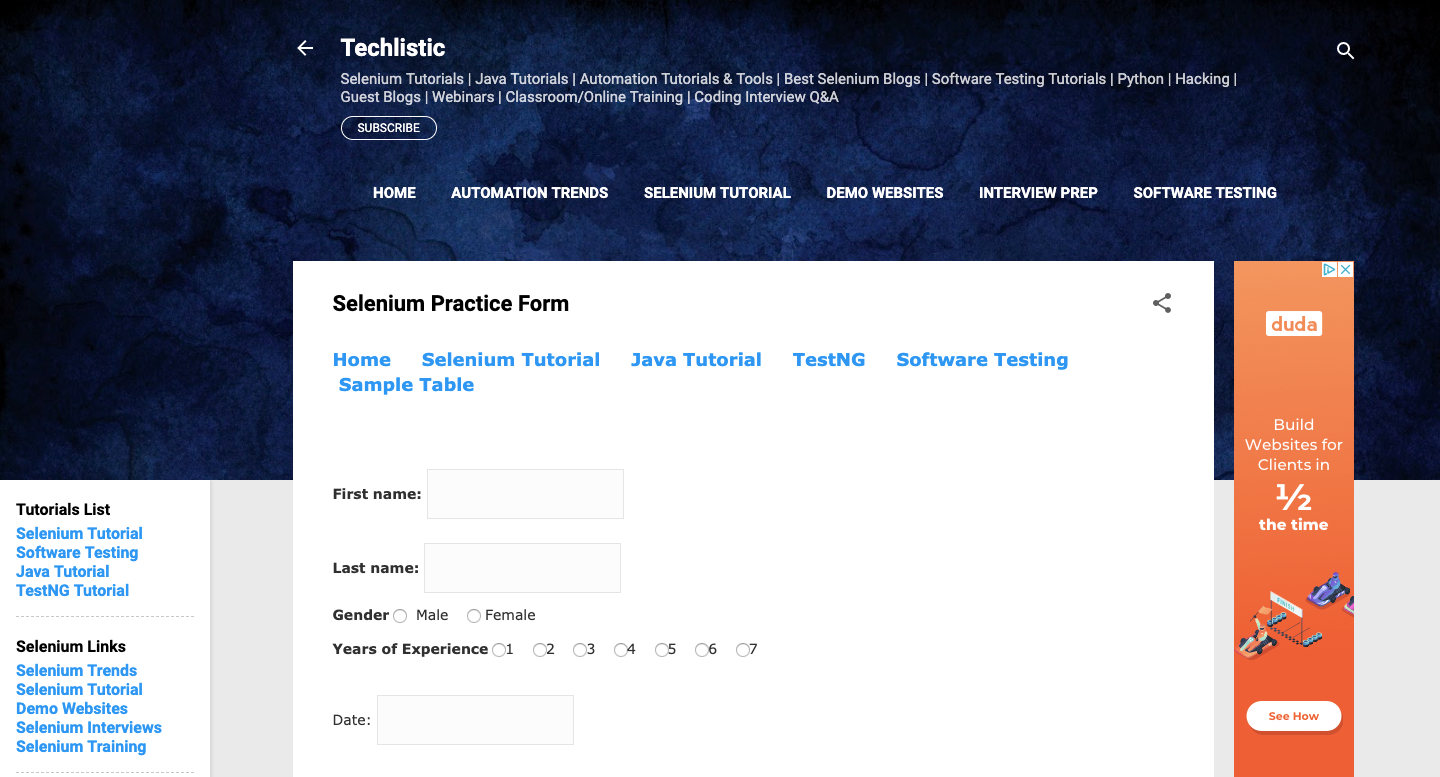 Techlistic
Selenium Tutorials | Java Tutorials | Automation Tutorials & Tools | Best Selenium Blogs | Software Testing Tutorials | Python | Hacking |
Guest Blogs | Webinars | Classroom/Online Training | Coding Interview Q&A
SUBSCRIBE
HOME AUTOMATION TRENDS SELENIUM TUTORIAL DEMO WEBSITES INTERVIEW PREP SOFTWARE TESTING
Selenium Practice Form
Home Selenium Tutorial Java Tutorial TestNG Software Testing
Sample Table
First name:
Last name:
Gender Male Female
Years of Experience 1 2 3 4 5 6 7
Date:
Tutorials List
Selenium Tutorial
Software Testing
Java Tutorial
TestNG Tutorial
Selenium Links
Selenium Trends
Selenium Tutorial
Demo Websites
Selenium Interviews
Selenium Training
duda
Build
Websites for
Clients in
½
the time
FINISH
See How